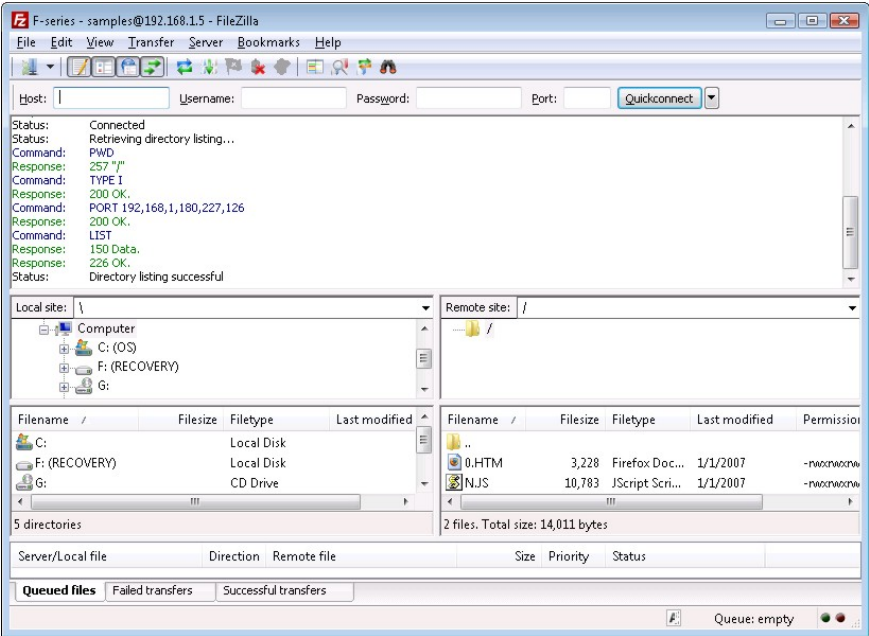 F-series - samples@192.168.1.5 - FileZilla
File Edit View Transfer Server Bookmarks Help
Host: Username: Password: Port: Quickconnect
Status: Connected
Status: Retrieving directory listing...
Command: PWD
Response: 257 "/"
Command: TYPE I
Response: 200 OK.
Command: PORT 192,168,1,180,227,126
Response: 200 OK.
Command: LIST
Response: 150 Data.
Response: 226 OK.
Status: Directory listing successful
Local site: \
Computer
C: (OS)
F: (RECOVERY)
G:
Remote site: /
/
Filename / Filesize Filetype Last modified
C: Local Disk
F: (RECOVERY) Local Disk
G: CD Drive
5 directories
Filename / Filesize Filetype Last modified Permission
..
0.HTM 3,228 Firefox Doc... 1/1/2007 -rwxrwxrw
N.JS 10,783 JScript Scri... 1/1/2007 -rwxrwxrw
2 files. Total size: 14,011 bytes
Server/Local file Direction Remote file Size Priority Status
Queued files Failed transfers Successful transfers
Queue: empty